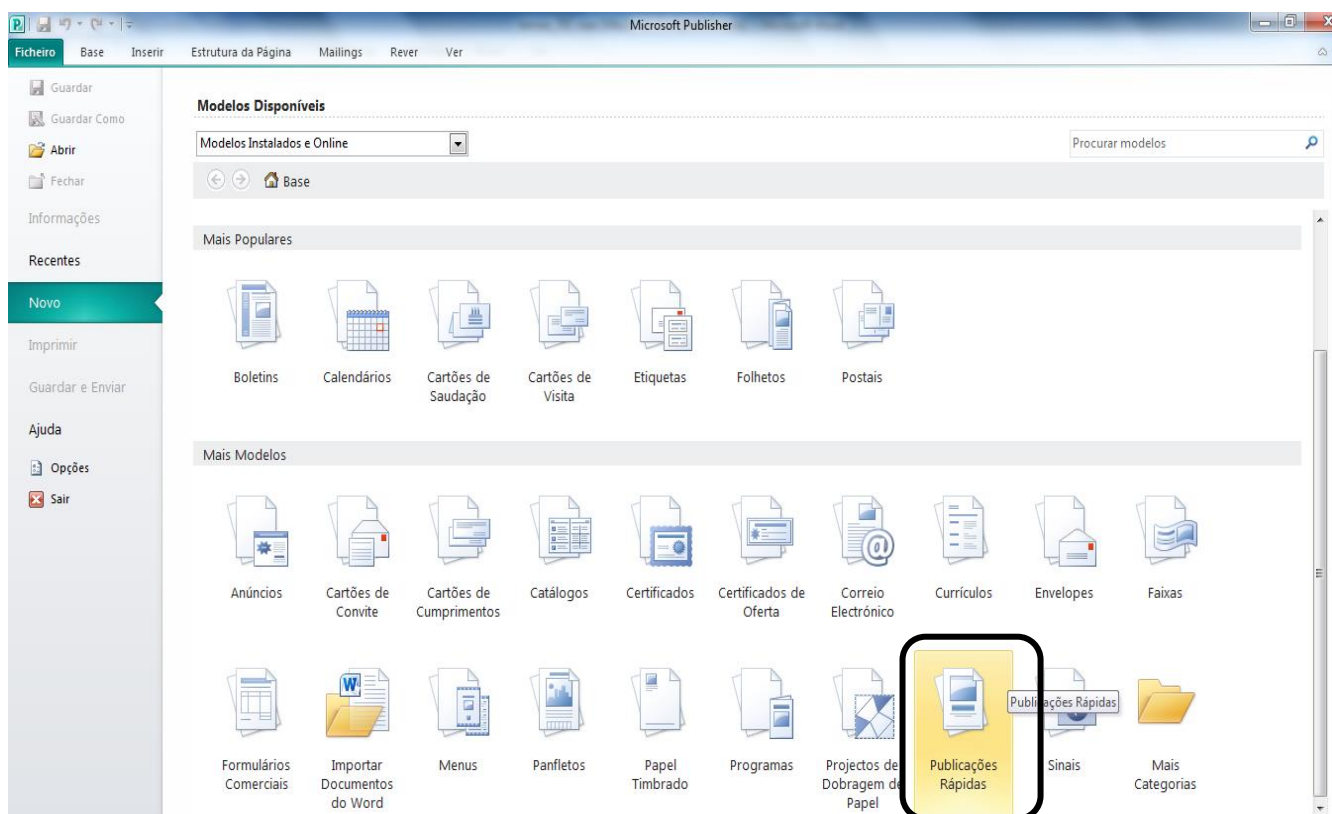 Microsoft Publisher
Ficheiro Base Inserir Estrutura da Página Mailings Rever Ver
Guardar
Guardar Como
Abrir
Fechar
Informações
Recentes
Novo
Imprimir
Guardar e Enviar
Ajuda
Opções
Sair
Modelos Disponíveis
Modelos Instalados e Online
Procurar modelos
Base
Mais Populares
Boletins
Calendários
Cartões de
Saudação
Cartões de
Visita
Etiquetas
Folhetos
Postais
Mais Modelos
Anúncios
Cartões de
Convite
Cartões de
Cumprimentos
Catálogos
Certificados
Certificados de
Oferta
Correio
Electrónico
Currículos
Envelopes
Faixas
Formulários
Comerciais
Importar
Documentos
do Word
Menus
Panfletos
Papel
Timbrado
Programas
Projectos de
Dobragem de
Papel
Publicações
Rápidas
Publicações Rápidas
Sinais
Mais
Categorias